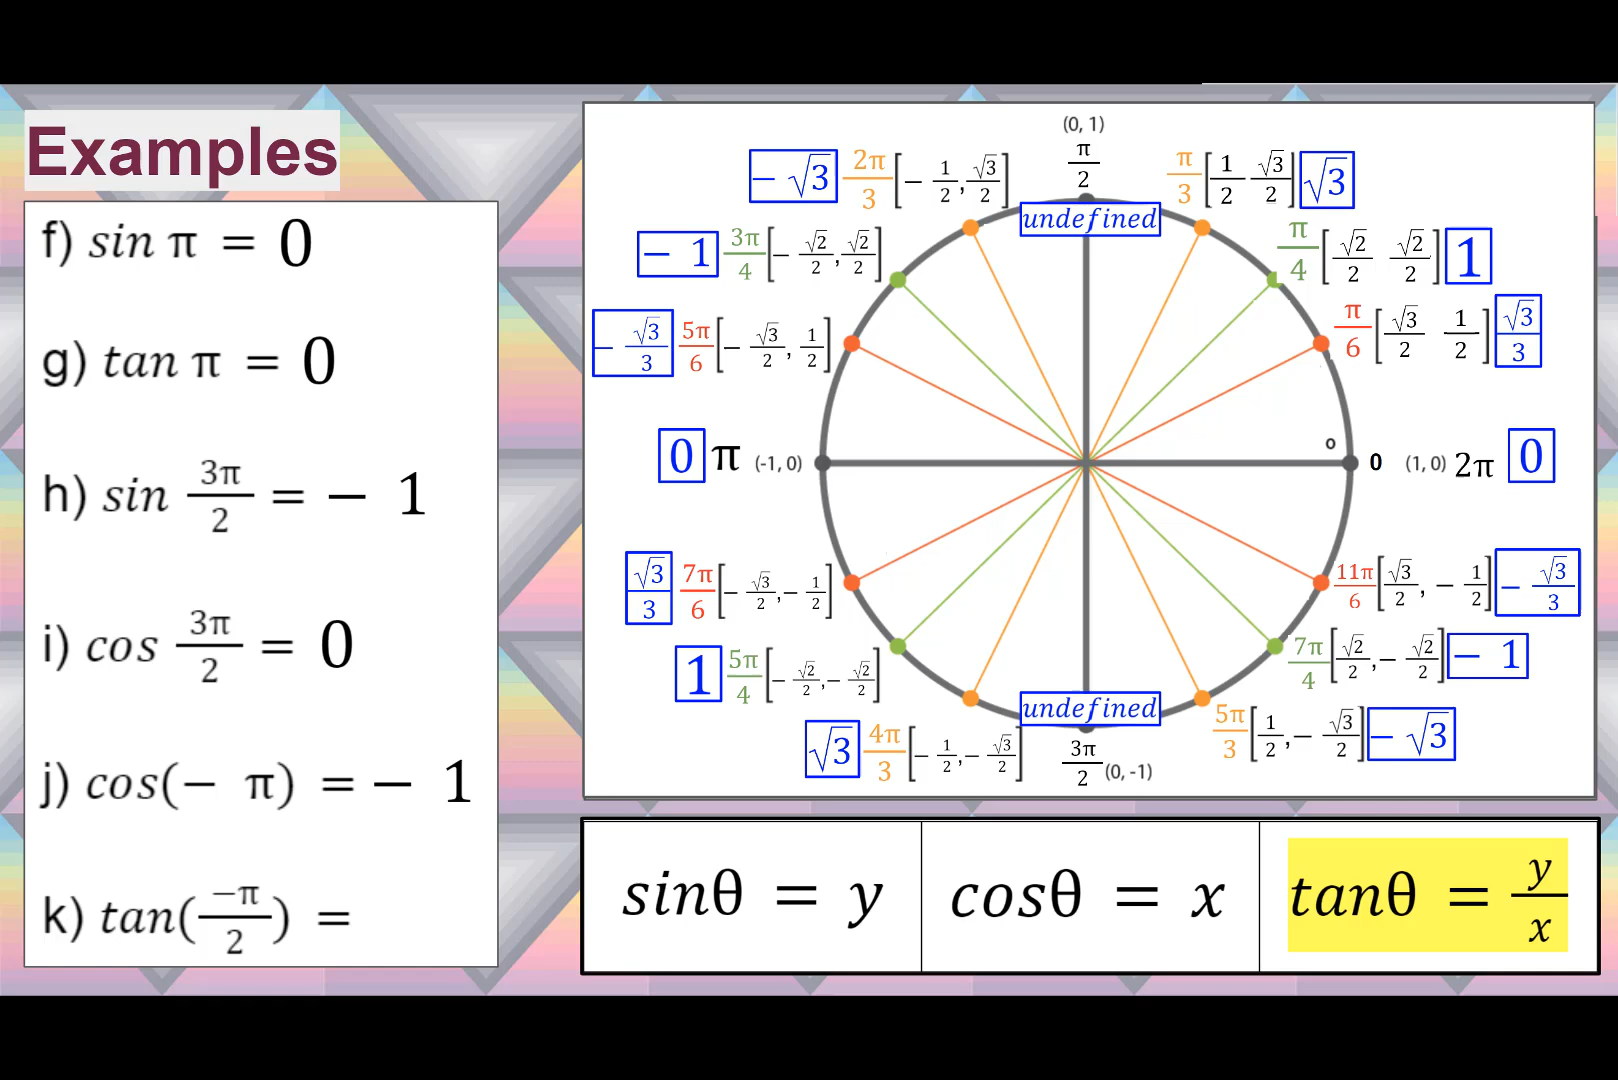 Examples
f) sin π = 0
g) tan π = 0
h) sin 3π/2 = − 1
i) cos 3π/2 = 0
j) cos(− π) = − 1
k) tan(−π/2) =
(0, 1)
π/2
undefined
− √3 2π/3 [− 1/2, √3/2]
π/3 [1/2 √3/2] √3
− 1 3π/4 [− √2/2, √2/2]
π/4 [√2/2 √2/2] 1
− √3/3 5π/6 [− √3/2, 1/2]
π/6 [√3/2 1/2] √3/3
0 π (-1, 0)
o
0 (1, 0) 2π 0
√3/3 7π/6 [− √3/2, − 1/2]
11π/6 [√3/2, − 1/2] − √3/3
1 5π/4 [− √2/2, − √2/2]
7π/4 [√2/2, − √2/2] − 1
√3 4π/3 [− 1/2, − √3/2]
undefined
5π/3 [1/2, − √3/2] − √3
3π/2 (0, -1)
sinθ = y
cosθ = x
tanθ = y/x